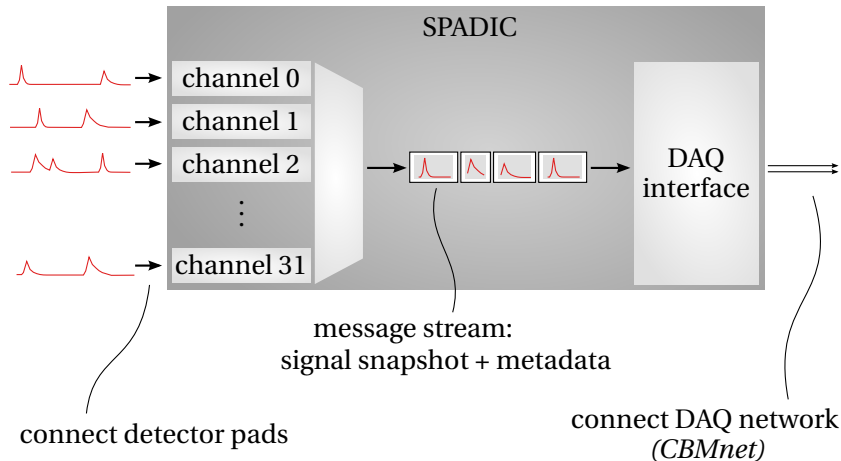 SPADIC
channel 0
channel 1
channel 2
⋮
channel 31
DAQ
interface
message stream:
signal snapshot + metadata
connect detector pads
connect DAQ network
(CBMnet)